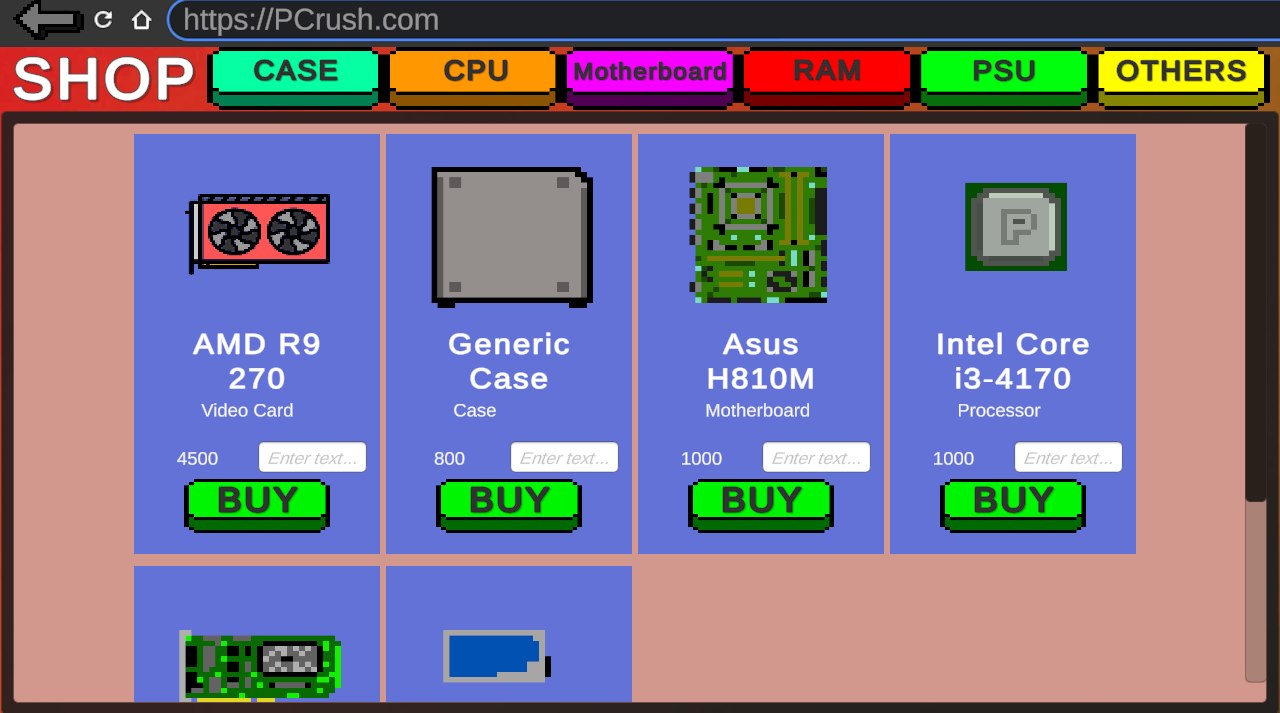 https://PCrush.com
SHOP
CASE
CPU
Motherboard
RAM
PSU
OTHERS
P
AMD R9
270
Video Card
4500
Enter text...
BUY
Generic
Case
Case
800
Enter text...
BUY
Asus
H810M
Motherboard
1000
Enter text...
BUY
Intel Core
i3-4170
Processor
1000
Enter text...
BUY